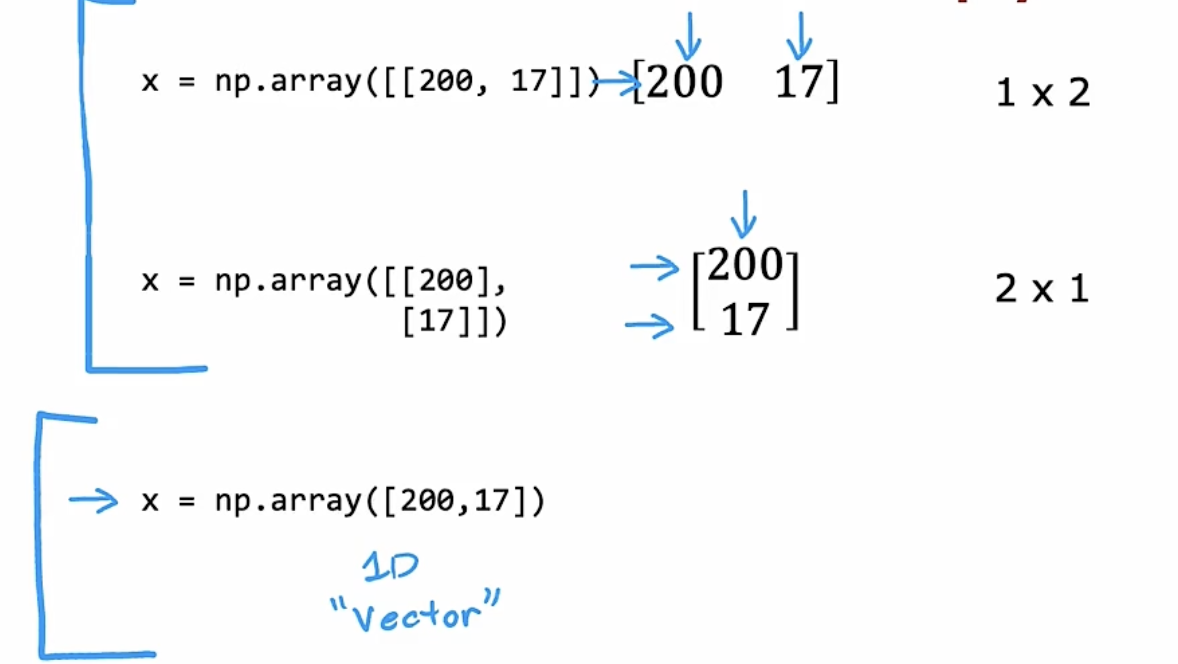 x = np.array([[200, 17]]) → [200 17] 1 x 2
x = np.array([[200], [200 2 x 1
[17]]) 17]
→ x = np.array([200,17])
1D
"Vector"